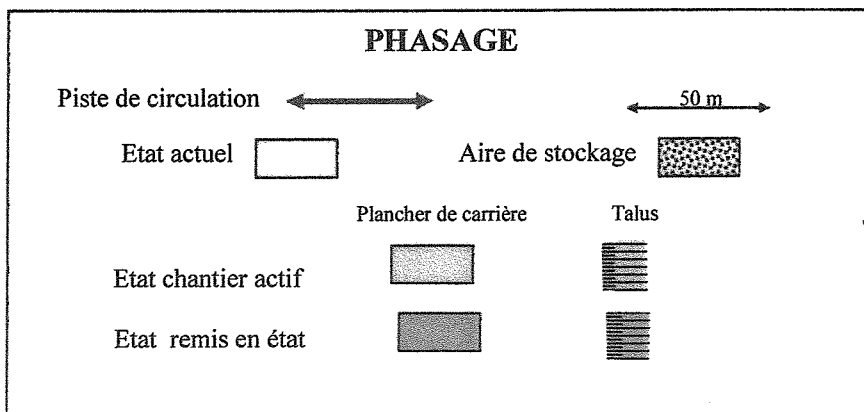 PHASAGE
Piste de circulation 50 m
Etat actuel Aire de stockage
Plancher de carrière Talus
Etat chantier actif
Etat remis en état